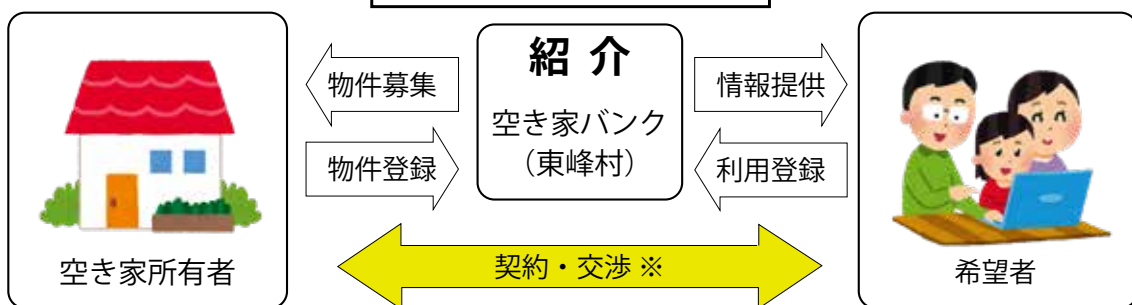 紹 介
空き家バンク
（東峰村）
物件募集
物件登録
情報提供
利用登録
契約・交渉 ※
空き家所有者
希望者